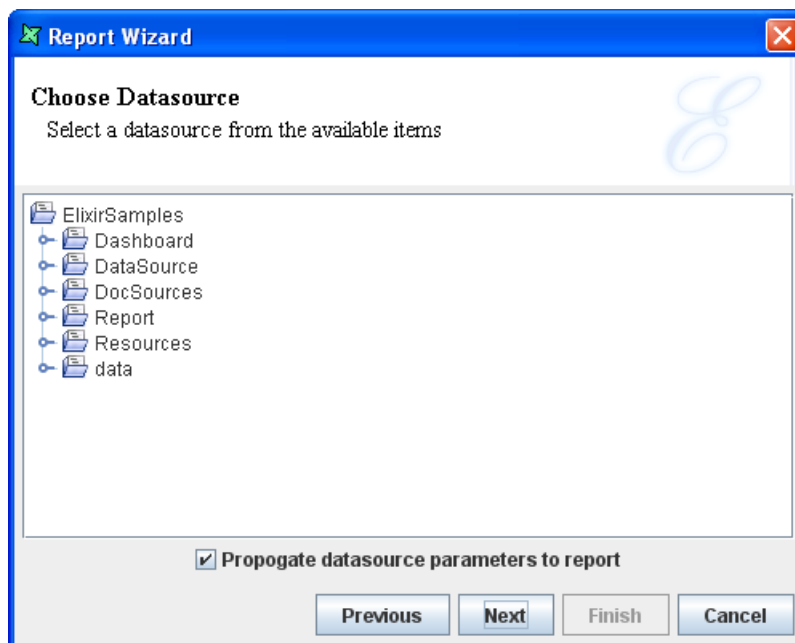 Report Wizard
Choose Datasource
Select a datasource from the available items
ElixirSamples
Dashboard
DataSource
DocSources
Report
Resources
data
Propogate datasource parameters to report
Previous Next Finish Cancel